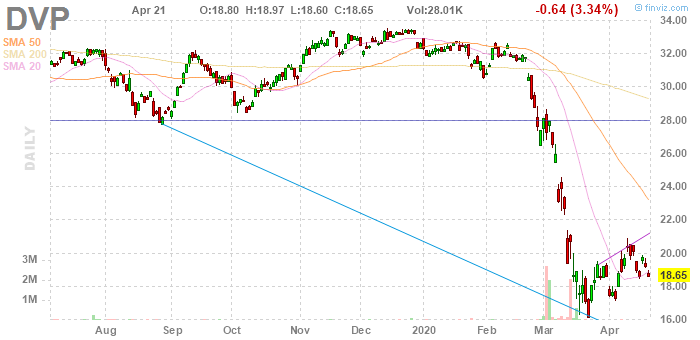 DVP Apr 21 O:18.80 H:18.97 L:18.60 C:18.65 Vol:28.01K -0.64 (3.34%) © finviz.com
SMA 50
SMA 200
SMA 20
DAILY
34.00
32.00
30.00
28.00
26.00
24.00
22.00
20.00
18.65
18.00
16.00
3M
2M
1M
Aug Sep Oct Nov Dec 2020 Feb Mar Apr